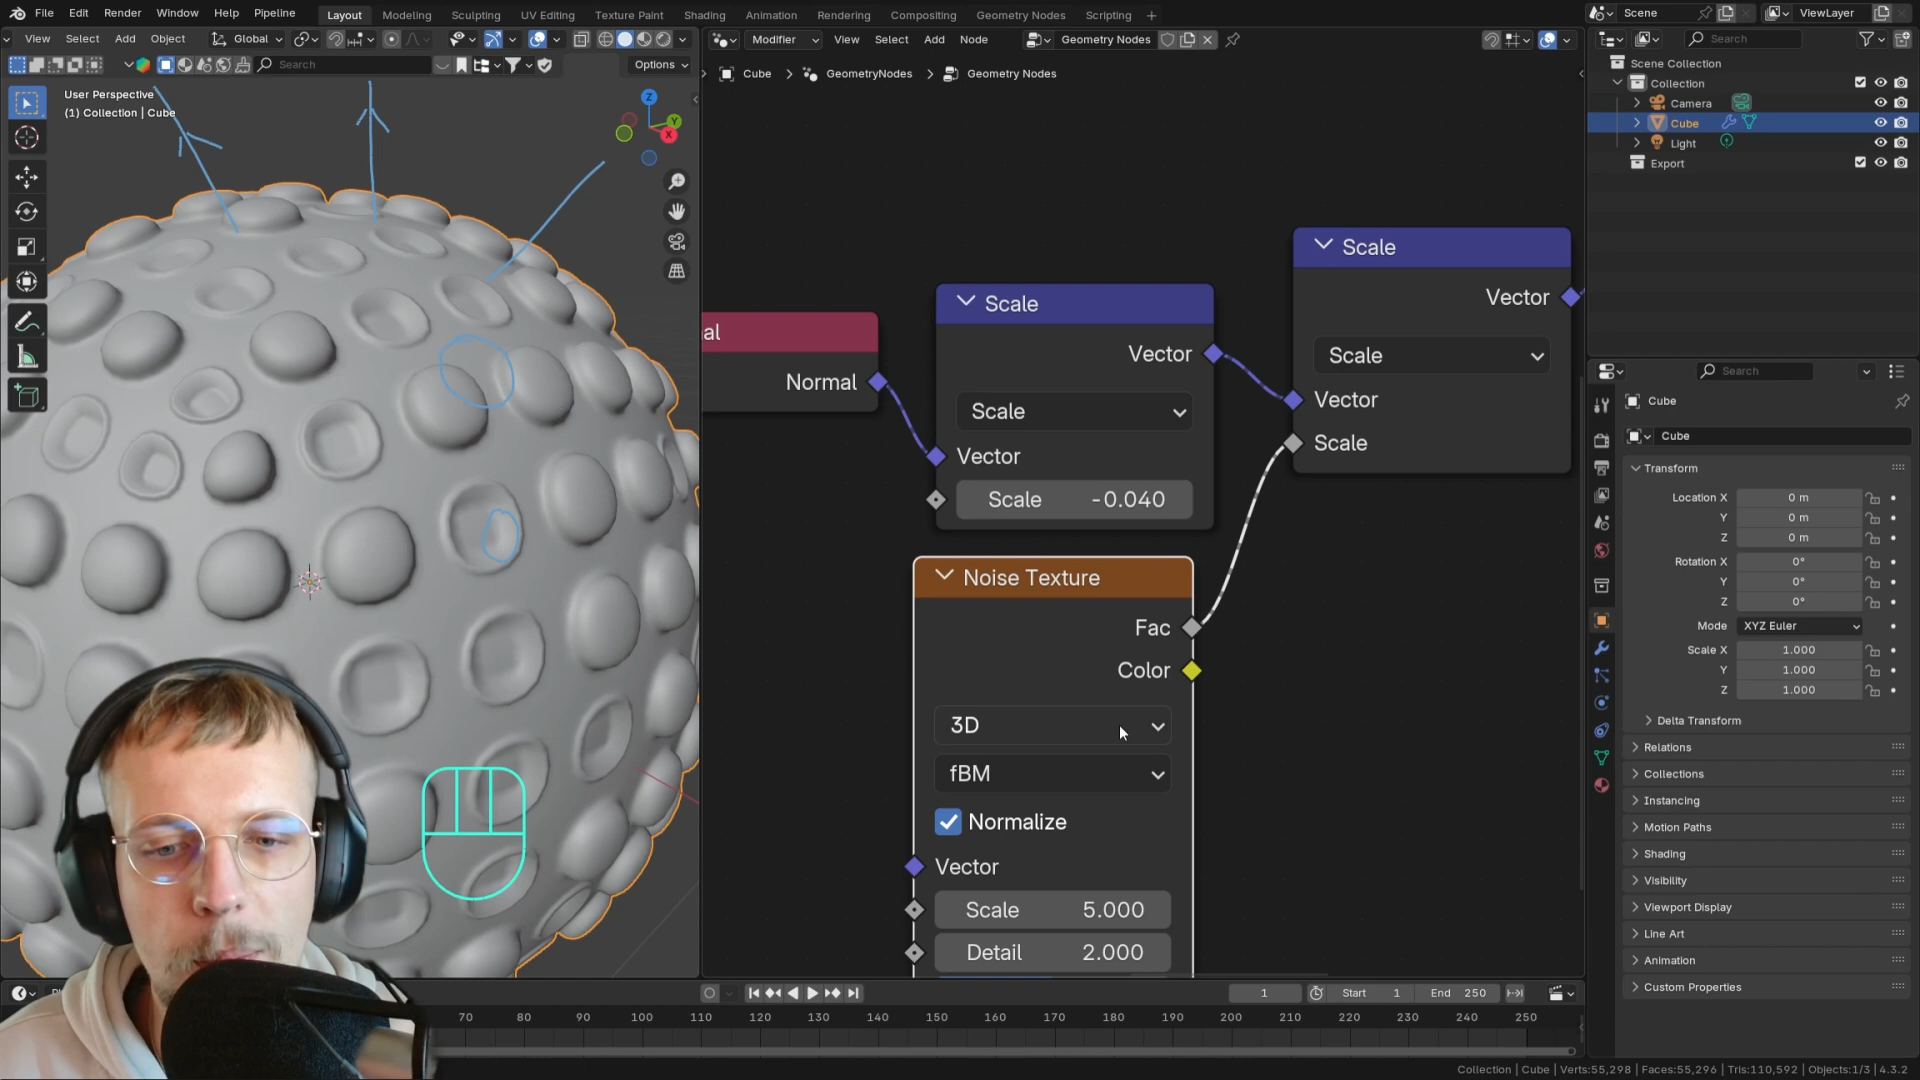 File Edit Render Window Help Pipeline
Layout Modeling Sculpting UV Editing Texture Paint Shading Animation Rendering Compositing Geometry Nodes Scripting
Scene
ViewLayer
View Select Add Object
Global
Search
Options
User Perspective
(1) Collection | Cube
Z
Y
X
Modifier View Select Add Node
Geometry Nodes
Cube GeometryNodes Geometry Nodes
al
Normal
Scale
Vector
Scale
Vector
Scale -0.040
Scale
Vector
Scale
Vector
Scale
Noise Texture
Fac
Color
3D
fBM
Normalize
Vector
Scale 5.000
Detail 2.000
Search
Scene Collection
Collection
Camera
Cube
Light
Export
Search
Cube
Cube
Transform
Location X 0 m
Y 0 m
Z 0 m
Rotation X 0°
Y 0°
Z 0°
Mode XYZ Euler
Scale X 1.000
Y 1.000
Z 1.000
Delta Transform
Relations
Collections
Instancing
Motion Paths
Shading
Visibility
Viewport Display
Line Art
Animation
Custom Properties
1 Start 1 End 250
70 80 90 100 110 120 130 140 150 160 170 180 190 200 210 220 230 240 250
Collection | Cube | Verts:55,298 | Faces:55,296 | Tris:110,592 | Objects:1/3 | 4.3.2